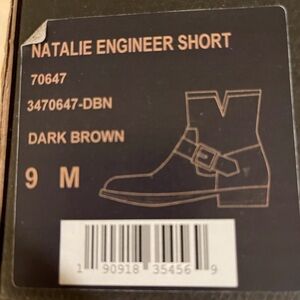 NATALIE ENGINEER SHORT
70647
3470647-DBN
DARK BROWN
9 M
1 90918 35456 9